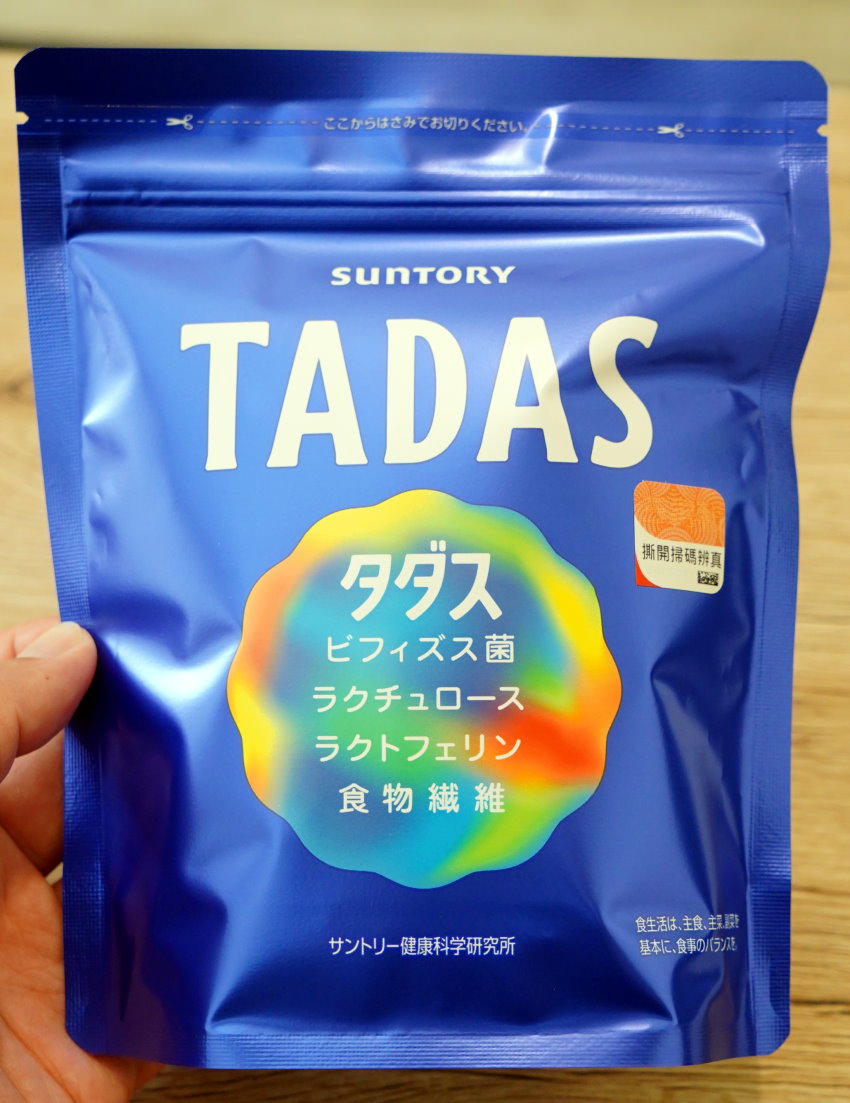 ここからはさみでお切りください。
SUNTORY
TADAS
撕開掃碼辨真
タダス
ビフィズス菌
ラクチュロース
ラクトフェリン
食物繊維
サントリー健康科学研究所
食生活は、主食、主菜、副菜を
基本に、食事のバランスを。